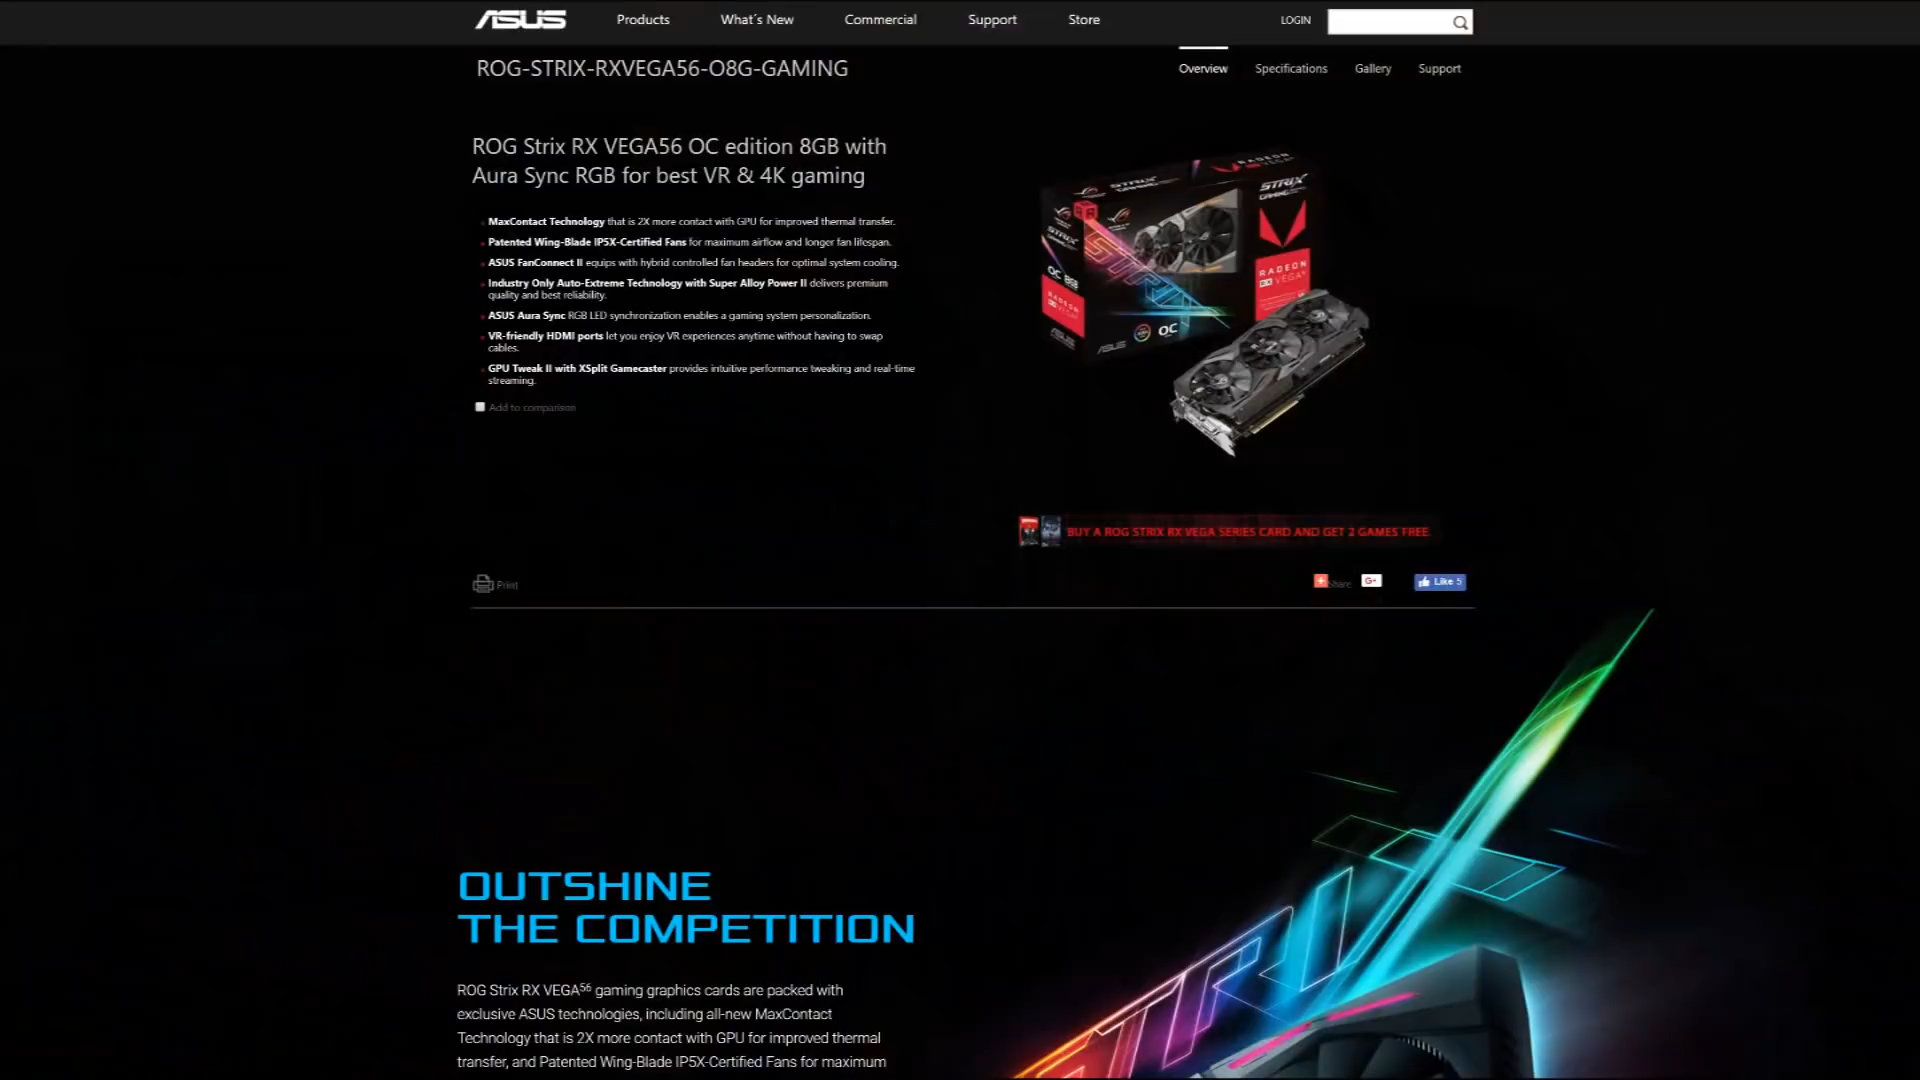 ASUS Products What's New Commercial Support Store LOGIN
ROG-STRIX-RXVEGA56-O8G-GAMING
Overview Specifications Gallery Support
ROG Strix RX VEGA56 OC edition 8GB with
Aura Sync RGB for best VR & 4K gaming
MaxContact Technology that is 2X more contact with GPU for improved thermal transfer.
Patented Wing-Blade IP5X-Certified Fans for maximum airflow and longer fan lifespan.
ASUS FanConnect II equips with hybrid controlled fan headers for optimal system cooling.
Industry Only Auto-Extreme Technology with Super Alloy Power II delivers premium
quality and best reliability.
ASUS Aura Sync RGB LED synchronization enables a gaming system personalization.
VR-friendly HDMI ports let you enjoy VR experiences anytime without having to swap
cables.
GPU Tweak II with XSplit Gamecaster provides intuitive performance tweaking and real-time
streaming.
Add to comparison
RADEON
STRIX
GAMING
STRIX
STRIX
OC 8GB
RADEON
RX VEGA
RADEON
ASUS
OC
BUY A ROG STRIX RX VEGA SERIES CARD AND GET 2 GAMES FREE.
Print
Share G+ Like 5
OUTSHINE
THE COMPETITION
ROG Strix RX VEGA56 gaming graphics cards are packed with
exclusive ASUS technologies, including all-new MaxContact
Technology that is 2X more contact with GPU for improved thermal
transfer, and Patented Wing-Blade IP5X-Certified Fans for maximum